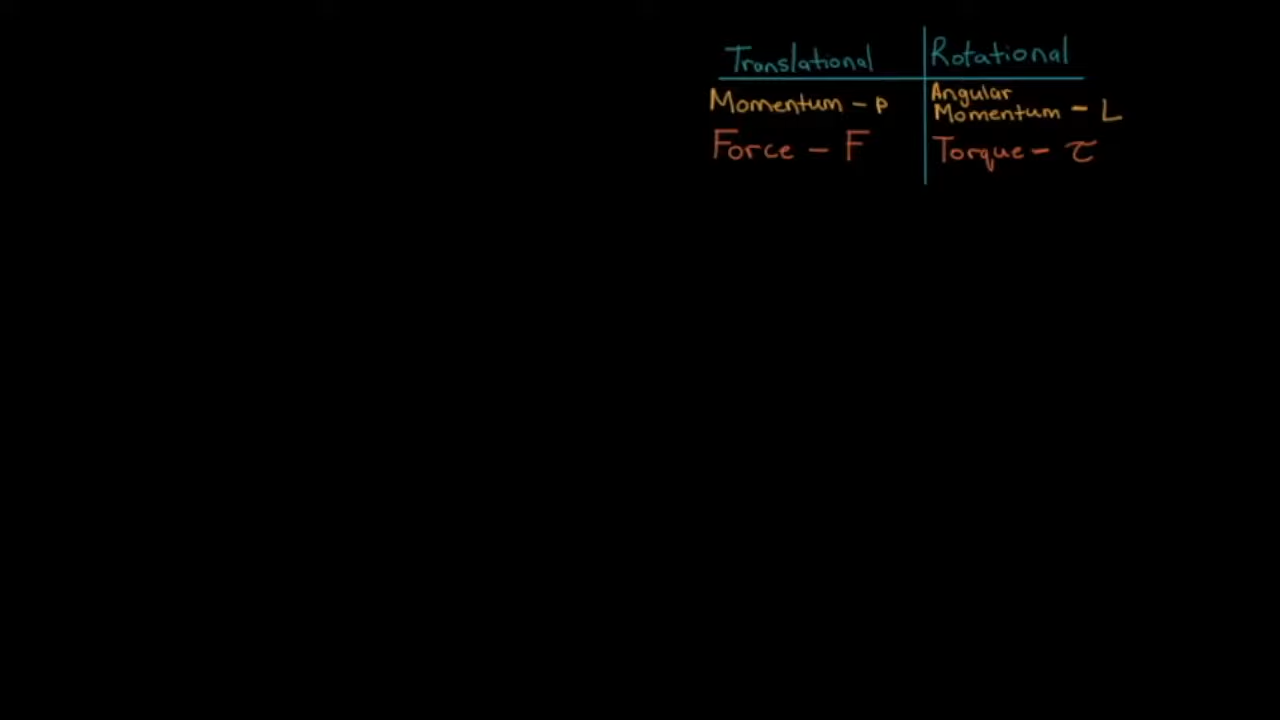 Translational Rotational
Momentum - p Angular Momentum - L
Force - F Torque - τ